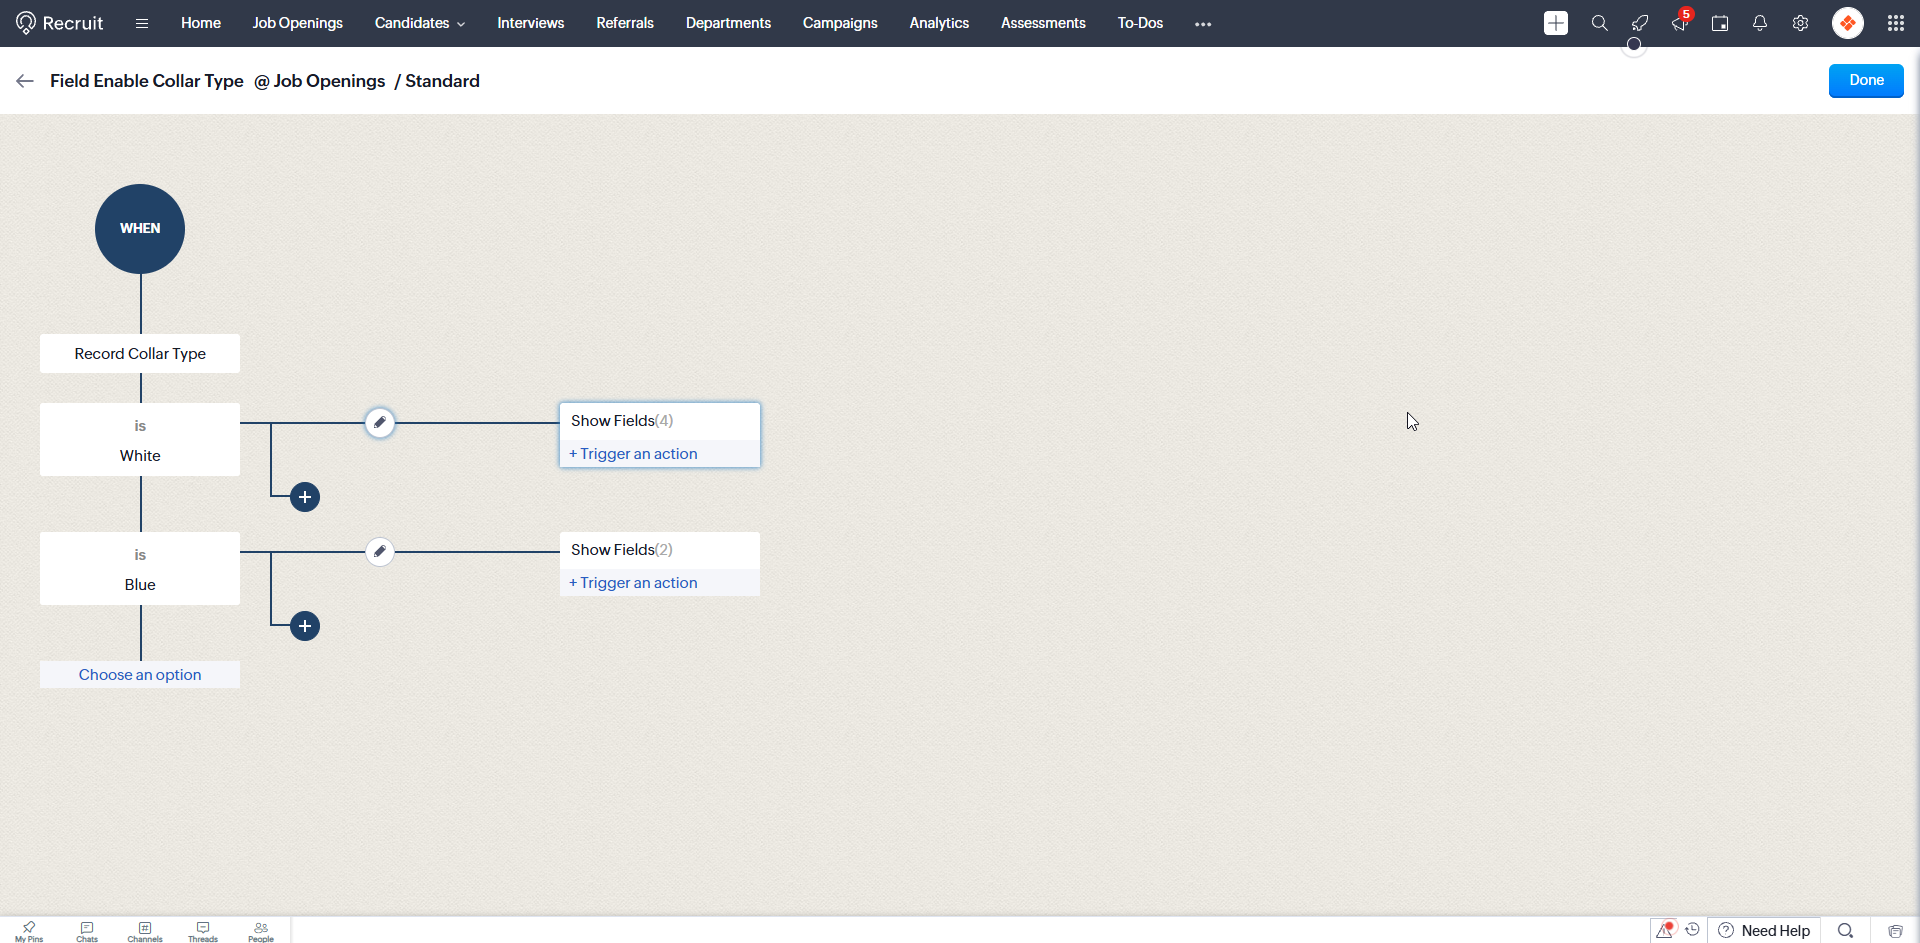 Recruit
Home
Job Openings
Candidates
Interviews
Referrals
Departments
Campaigns
Analytics
Assessments
To-Dos
5
Field Enable Collar Type @ Job Openings / Standard
Done
WHEN
Record Collar Type
is
White
Show Fields(4)
+ Trigger an action
is
Blue
Show Fields(2)
+ Trigger an action
Choose an option
My Pins
Chats
Channels
Threads
People
Need Help